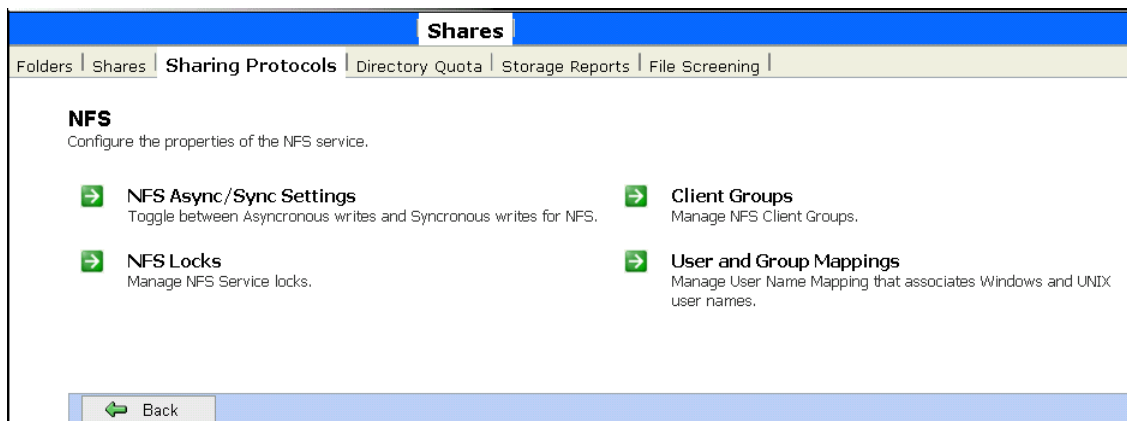 Shares
Folders | Shares | Sharing Protocols | Directory Quota | Storage Reports | File Screening |
NFS
Configure the properties of the NFS service.
NFS Async/Sync Settings
Toggle between Asyncronous writes and Syncronous writes for NFS.
Client Groups
Manage NFS Client Groups.
NFS Locks
Manage NFS Service locks.
User and Group Mappings
Manage User Name Mapping that associates Windows and UNIX
user names.
Back